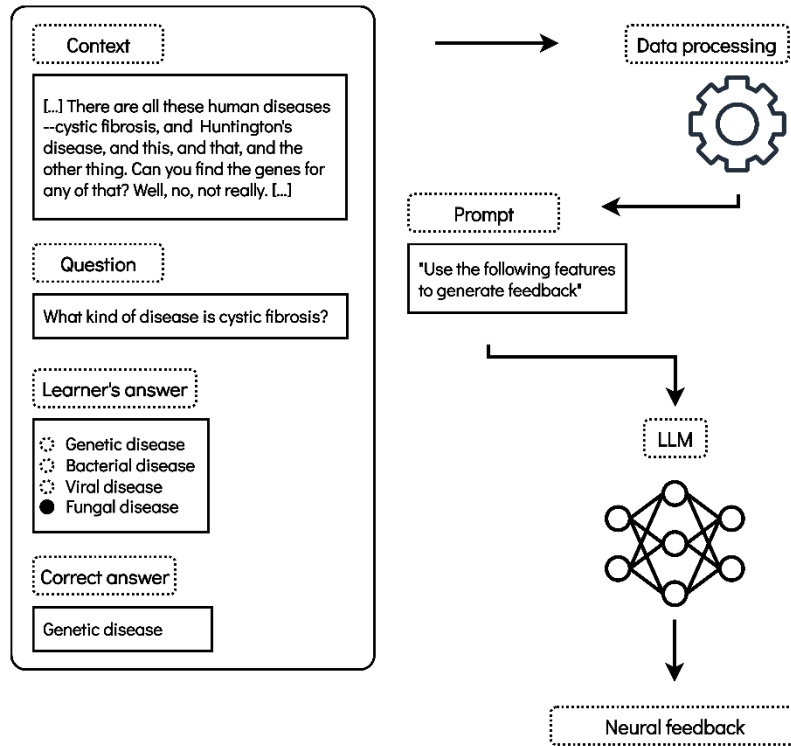 Context
[...] There are all these human diseases
--cystic fibrosis, and Huntington's
disease, and this, and that, and the
other thing. Can you find the genes for
any of that? Well, no, not really. [...]
Question
What kind of disease is cystic fibrosis?
Learner's answer
Genetic disease
Bacterial disease
Viral disease
Fungal disease
Correct answer
Genetic disease
Data processing
Prompt
"Use the following features
to generate feedback"
LLM
Neural feedback